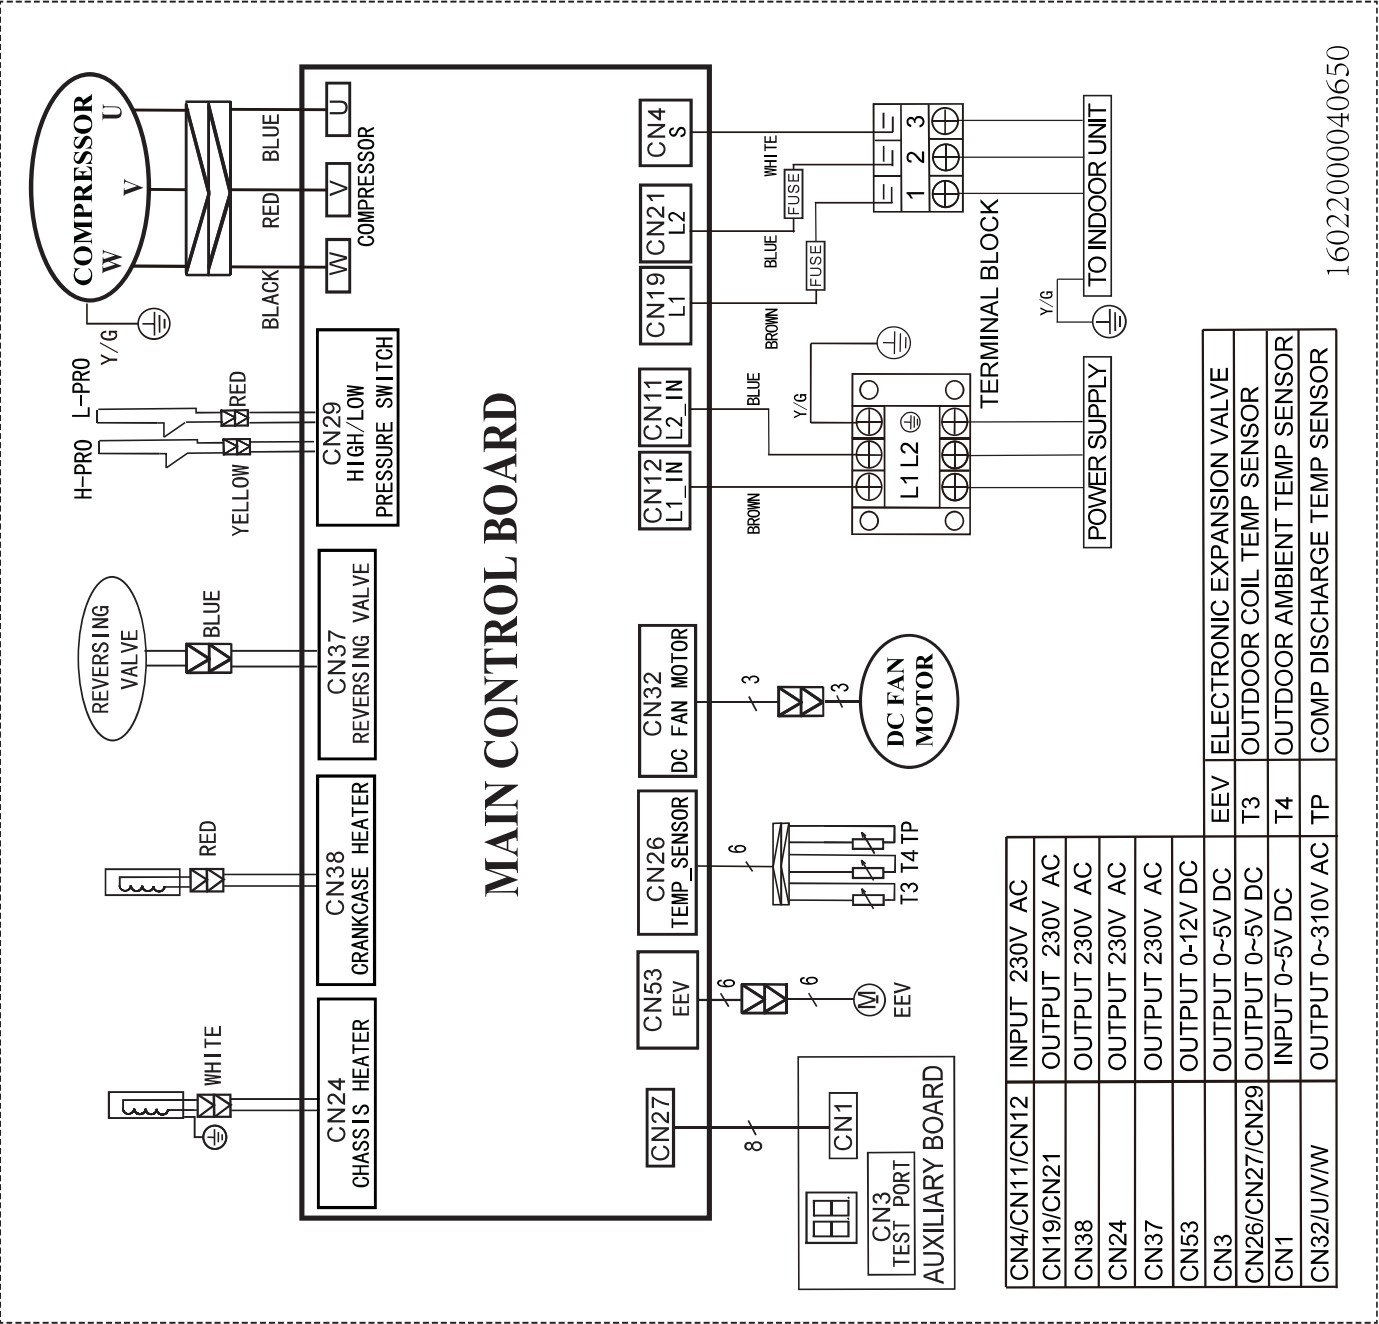 COMPRESSOR
W V U
Y/G
BLACK
RED
BLUE
W
V
U
COMPRESSOR
H-PRO
L-PRO
YELLOW
RED
CN29
HIGH/LOW
PRESSURE SWITCH
REVERSING
VALVE
BLUE
CN37
REVERSING VALVE
RED
CN38
CRANKCASE HEATER
WHITE
CN24
CHASSIS HEATER
MAIN CONTROL BOARD
CN27
CN53
EEV
CN26
TEMP_SENSOR
CN32
DC FAN MOTOR
CN12
L1_IN
CN11
L2_IN
CN19
L1
CN21
L2
CN4
S
8
CN1
CN3
TEST PORT
AUXILIARY BOARD
6
6
M
EEV
6
T3 T4 TP
3
3
DC FAN
MOTOR
BROWN
BLUE
Y/G
L1 L2
POWER SUPPLY
BROWN
BLUE
WHITE
FUSE
FUSE
1 2 3
TERMINAL BLOCK
Y/G
TO INDOOR UNIT
CN4/CN11/CN12 INPUT 230V AC
CN19/CN21 OUTPUT 230V AC
CN38 OUTPUT 230V AC
CN24 OUTPUT 230V AC
CN37 OUTPUT 230V AC
CN53 OUTPUT 0-12V DC
CN3 OUTPUT 0~5V DC
CN26/CN27/CN29 OUTPUT 0~5V DC
CN1 INPUT 0~5V DC
CN32/U/V/W OUTPUT 0~310V AC
EEV ELECTRONIC EXPANSION VALVE
T3 OUTDOOR COIL TEMP SENSOR
T4 OUTDOOR AMBIENT TEMP SENSOR
TP COMP DISCHARGE TEMP SENSOR
16022000040650